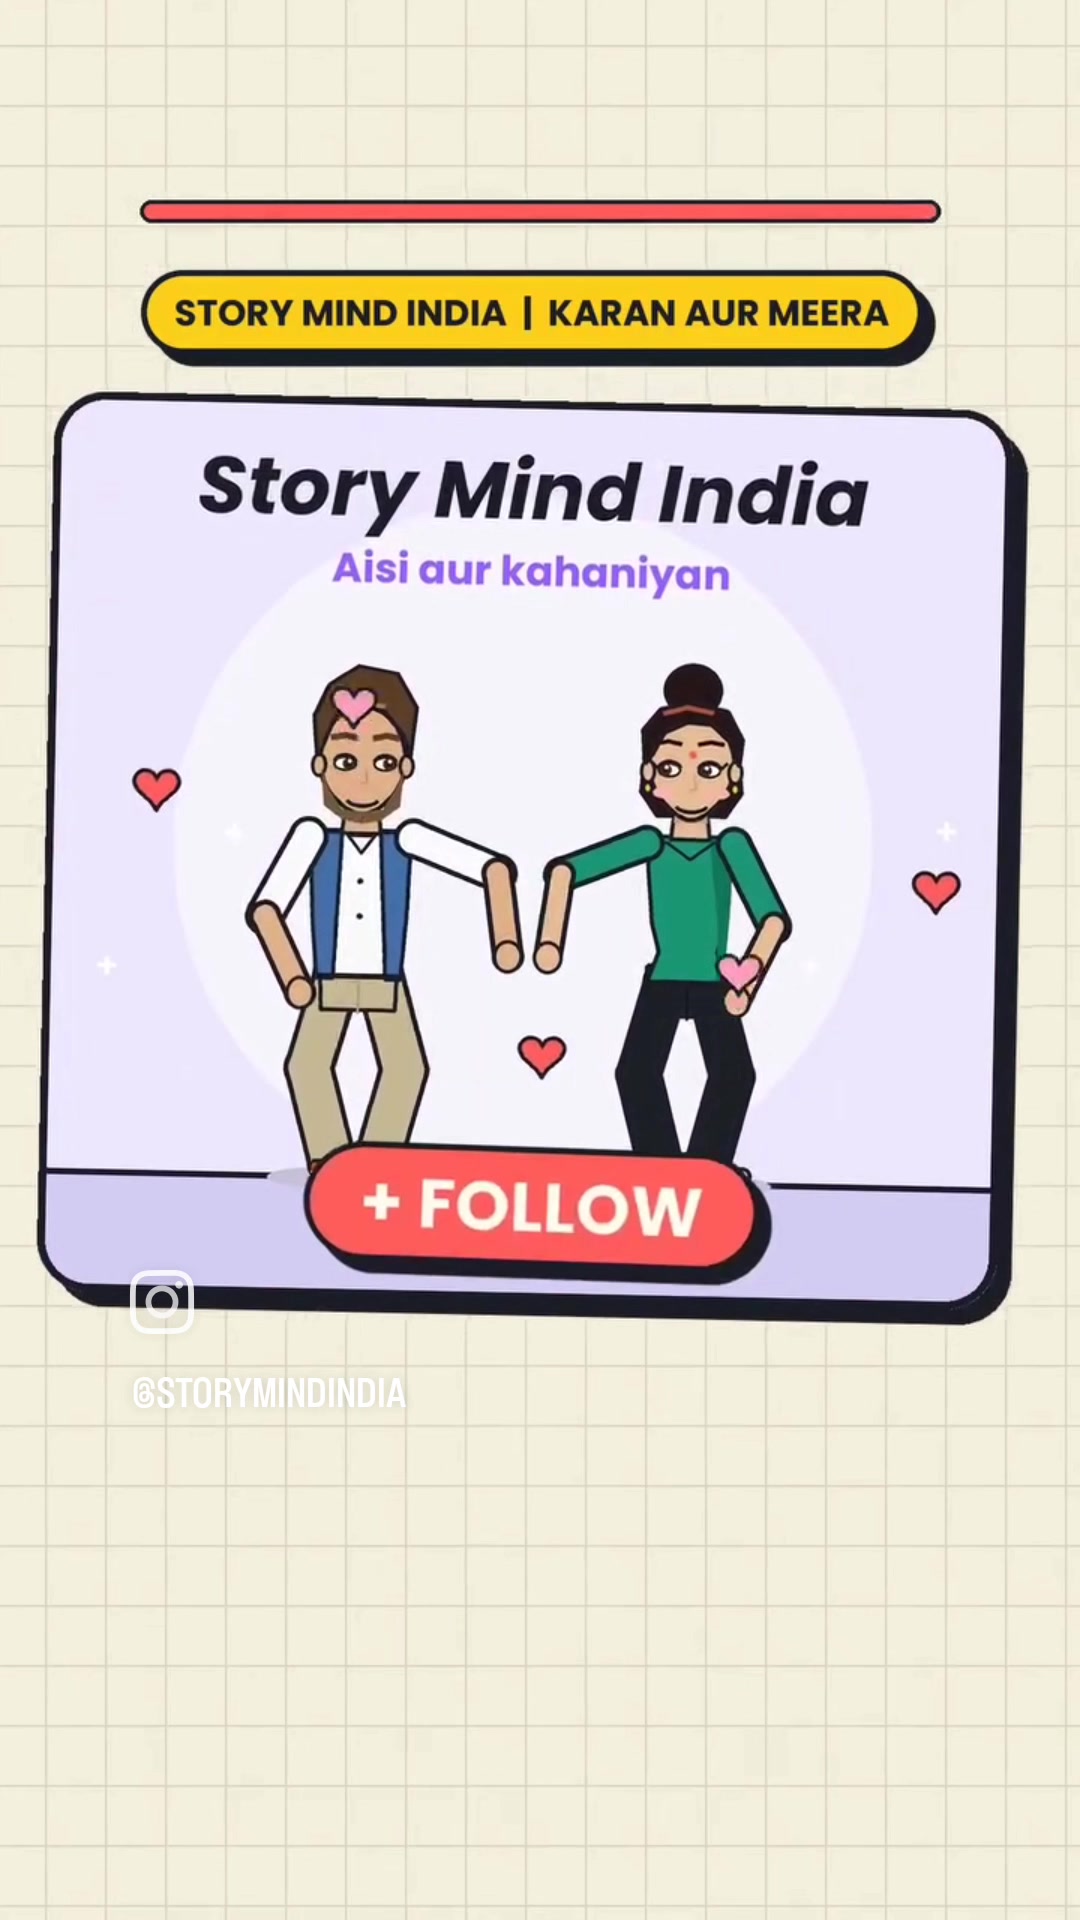 STORY MIND INDIA | KARAN AUR MEERA
Story Mind India
Aisi aur kahaniyan
+ FOLLOW
@STORYMINDINDIA